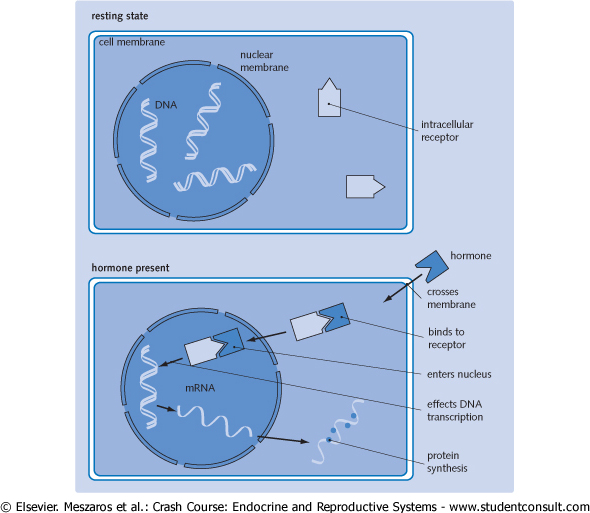 resting state
cell membrane
nuclear
membrane
DNA
intracellular
receptor
hormone present
hormone
crosses
membrane
binds to
receptor
enters nucleus
mRNA
effects DNA
transcription
protein
synthesis
© Elsevier. Meszaros et al.: Crash Course: Endocrine and Reproductive Systems - www.studentconsult.com